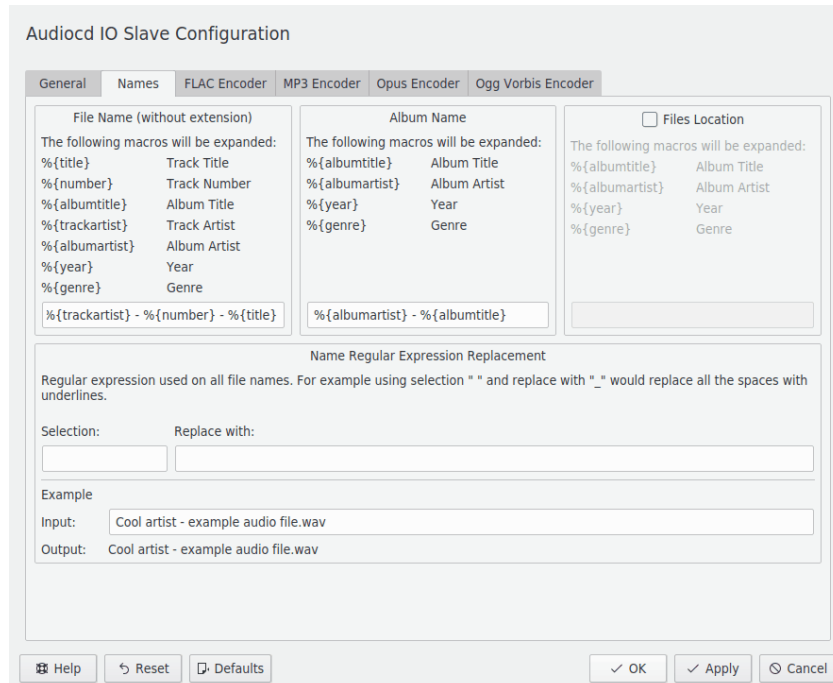 Audiocd IO Slave Configuration
General Names FLAC Encoder MP3 Encoder Opus Encoder Ogg Vorbis Encoder
File Name (without extension)
The following macros will be expanded:
%{title} Track Title
%{number} Track Number
%{albumtitle} Album Title
%{trackartist} Track Artist
%{albumartist} Album Artist
%{year} Year
%{genre} Genre
%{trackartist} - %{number} - %{title}
Album Name
The following macros will be expanded:
%{albumtitle} Album Title
%{albumartist} Album Artist
%{year} Year
%{genre} Genre
%{albumartist} - %{albumtitle}
Files Location
The following macros will be expanded:
%{albumtitle} Album Title
%{albumartist} Album Artist
%{year} Year
%{genre} Genre
Name Regular Expression Replacement
Regular expression used on all file names. For example using selection " " and replace with "_" would replace all the spaces with
underlines.
Selection: Replace with:
Example
Input: Cool artist - example audio file.wav
Output: Cool artist - example audio file.wav
Help Reset Defaults OK Apply Cancel